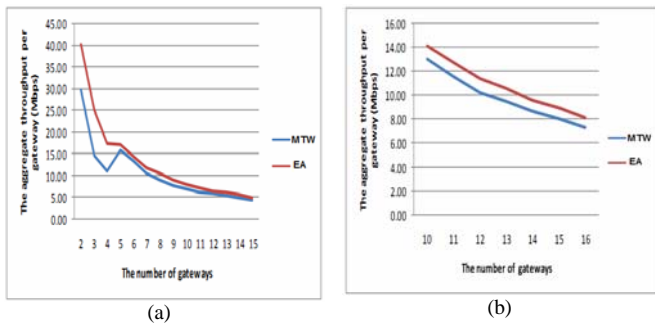 The aggregate throughput per
gateway (Mbps)
45.00
40.00
35.00
30.00
25.00
20.00
15.00
10.00
5.00
0.00
2 3 4 5 6 7 8 9 10 11 12 13 14 15
The number of gateways
MTW
EA
(a)
The aggregate throughput per
gateway (Mbps)
16.00
14.00
12.00
10.00
8.00
6.00
4.00
2.00
0.00
10 11 12 13 14 15 16
The number of gateways
MTW
EA
(b)